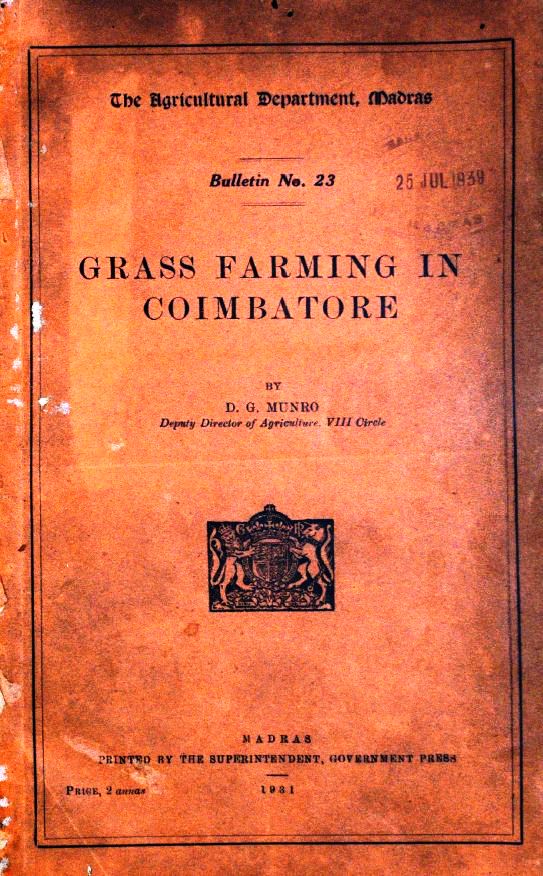 The Agricultural Department, Madras
Bulletin No. 23
25 JUL 1939
GRASS FARMING IN
COIMBATORE
BY
D. G. MUNRO
Deputy Director of Agriculture, VIII Circle
MADRAS
PRINTED BY THE SUPERINTENDENT, GOVERNMENT PRESS
PRICE, 2 annas
1931